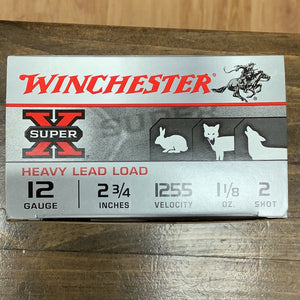 WINCHESTER
SUPER X
SUPER
HEAVY LEAD LOAD
12 2 3/4 1255 1 1/8 2
GAUGE INCHES VELOCITY OZ. SHOT